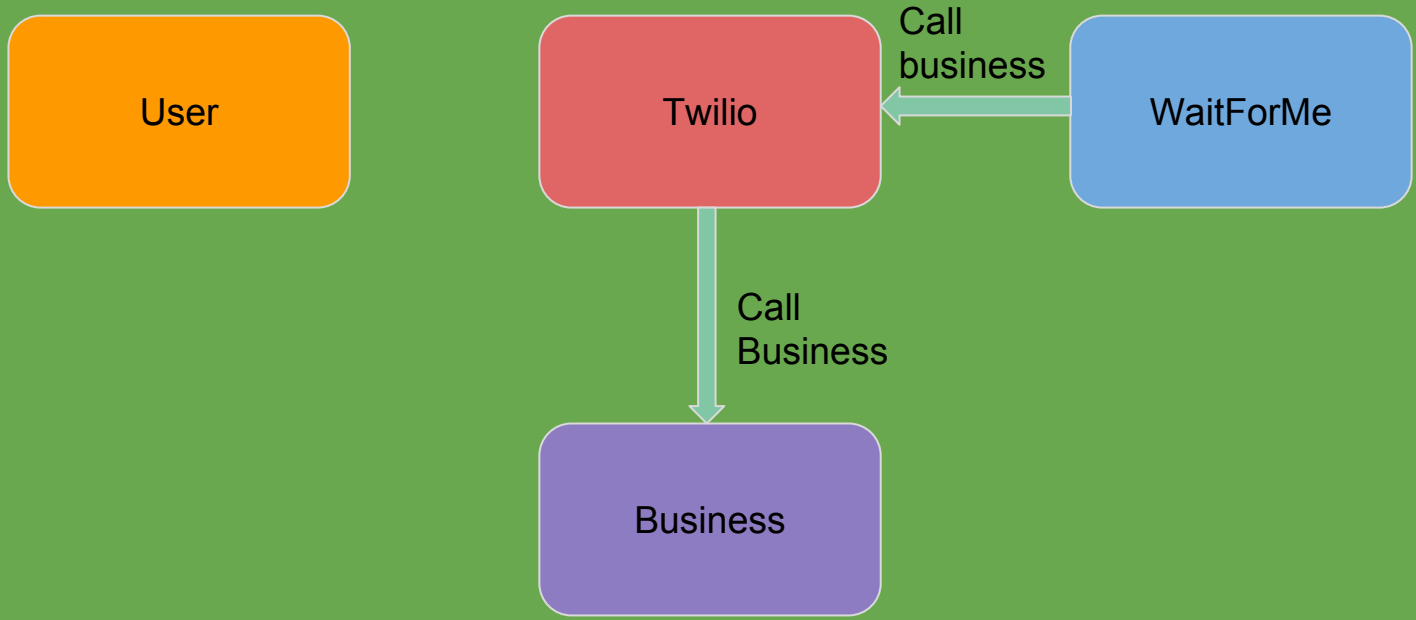 Call
business
User
Twilio
WaitForMe
Call
Business
Business